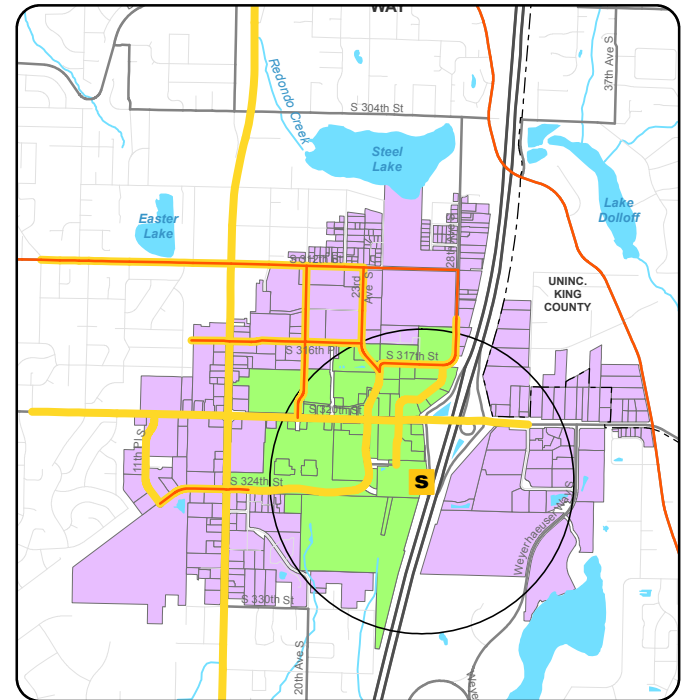 WAY
37th Ave S
S 304th St
Redondo Creek
Steel
Lake
Easter
Lake
Lake
Dolloff
28th Ave S
S 312th St
23rd
Ave S
UNINC.
KING
COUNTY
S 316th Pl
S 317th St
S 320th St
11th Pl S
S 324th St
S
Weyerhaeuser Way S
S 330th St
20th Ave S